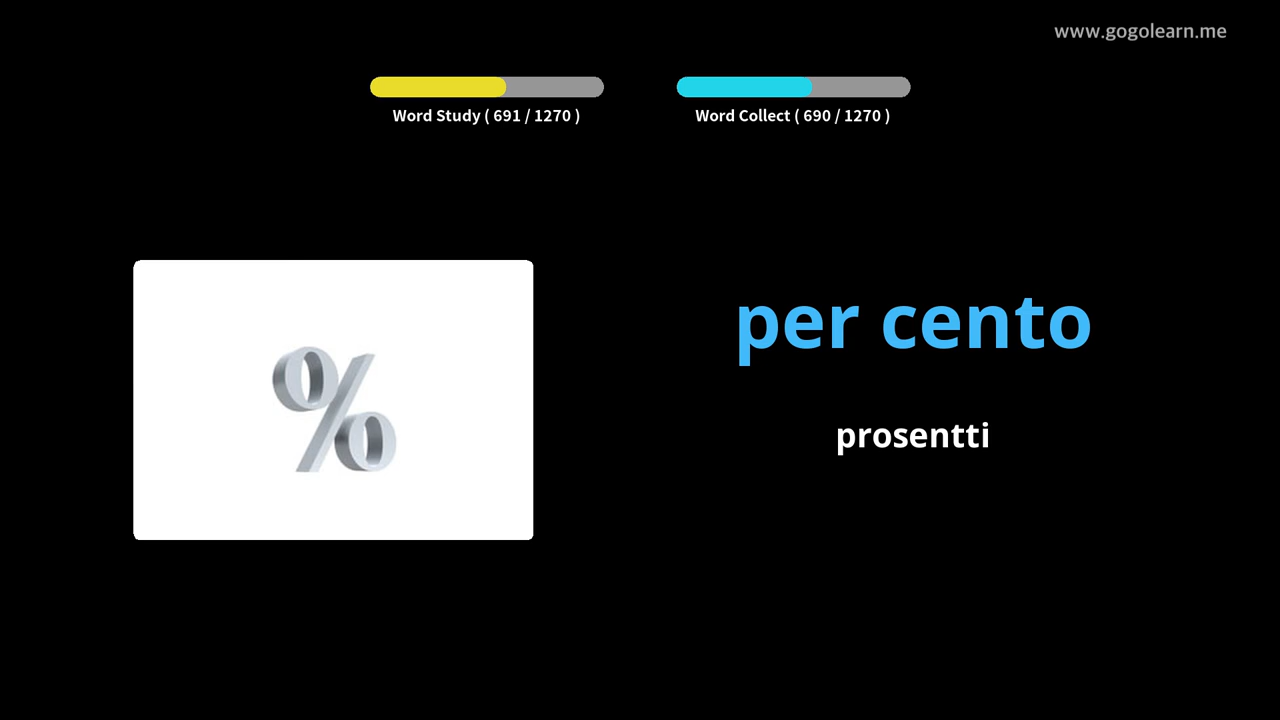 www.gogolearn.me
Word Study ( 691 / 1270 )
Word Collect ( 690 / 1270 )
%
per cento
prosentti